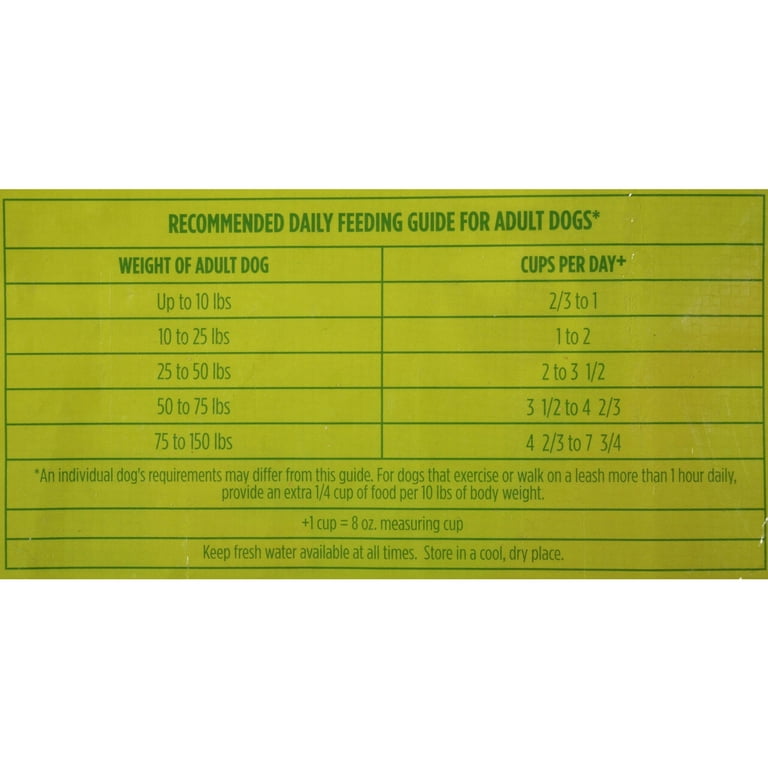 RECOMMENDED DAILY FEEDING GUIDE FOR ADULT DOGS*
WEIGHT OF ADULT DOG CUPS PER DAY+
Up to 10 lbs 2/3 to 1
10 to 25 lbs 1 to 2
25 to 50 lbs 2 to 3 1/2
50 to 75 lbs 3 1/2 to 4 2/3
75 to 150 lbs 4 2/3 to 7 3/4
*An individual dog's requirements may differ from this guide. For dogs that exercise or walk on a leash more than 1 hour daily,
provide an extra 1/4 cup of food per 10 lbs of body weight.
+1 cup = 8 oz. measuring cup
Keep fresh water available at all times. Store in a cool, dry place.